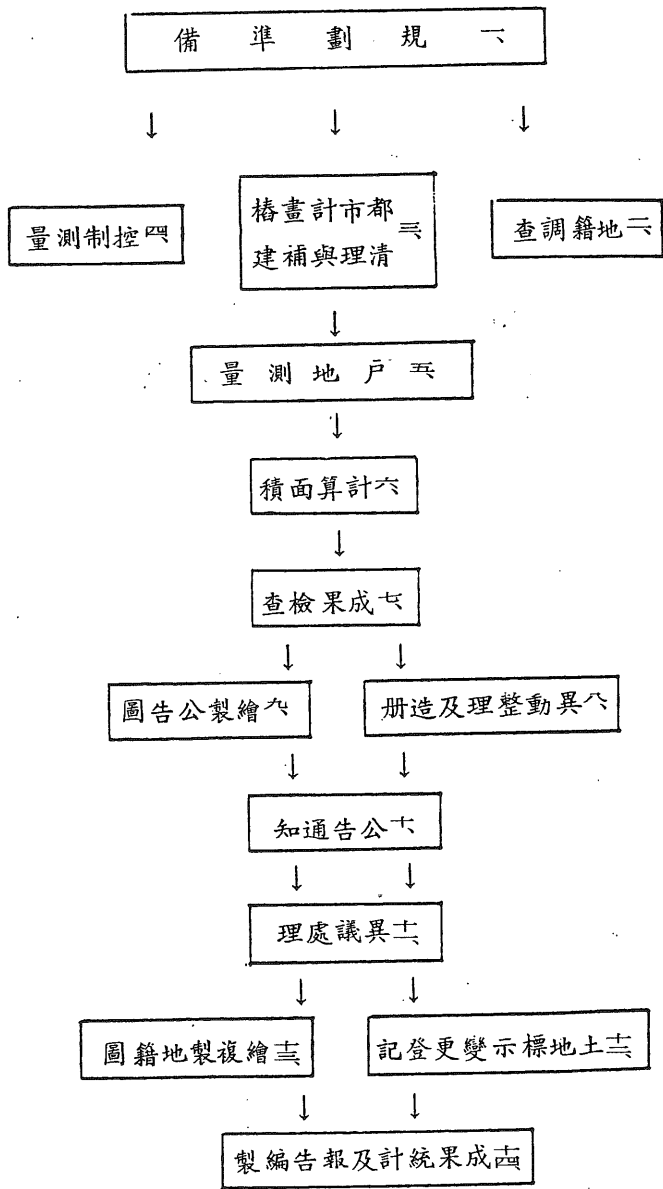 一、規劃準備
↓ ↓ ↓
二、地籍調查
三、都市計畫樁
清理與補建
四、控制測量
↓
五、戶地測量
↓
六、計算面積
↓
七、成果檢查
↓ ↓
八、異動整理及造册
九、繪製公告圖
↓ ↓
十、公告通知
↓ ↓
十一、異議處理
↓ ↓
十二、土地標示變更登記
十三、繪複製地籍圖
↓ ↓
十四、成果統計及報告編製